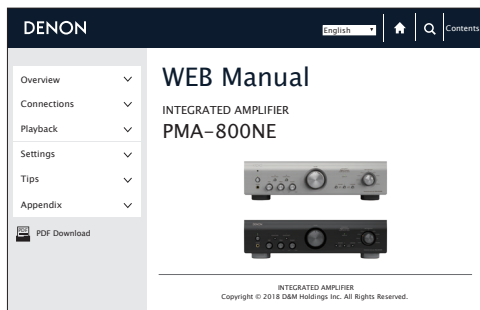 DENON
English
Contents
Overview
Connections
Playback
Settings
Tips
Appendix
PDF Download
WEB Manual
INTEGRATED AMPLIFIER
PMA-800NE
INTEGRATED AMPLIFIER
Copyright © 2018 D&M Holdings Inc. All Rights Reserved.